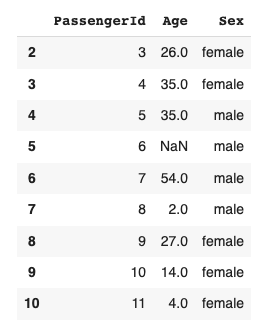 PassengerId Age Sex
2 3 26.0 female
3 4 35.0 female
4 5 35.0 male
5 6 NaN male
6 7 54.0 male
7 8 2.0 male
8 9 27.0 female
9 10 14.0 female
10 11 4.0 female